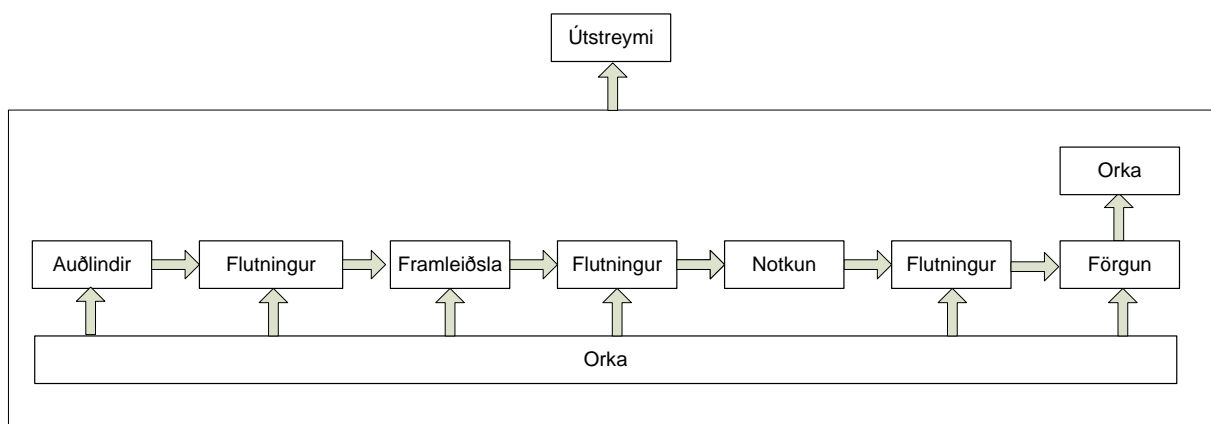 Útstreymi
Orka
Auðlindir
Flutningur
Framleiðsla
Flutningur
Notkun
Flutningur
Förgun
Orka